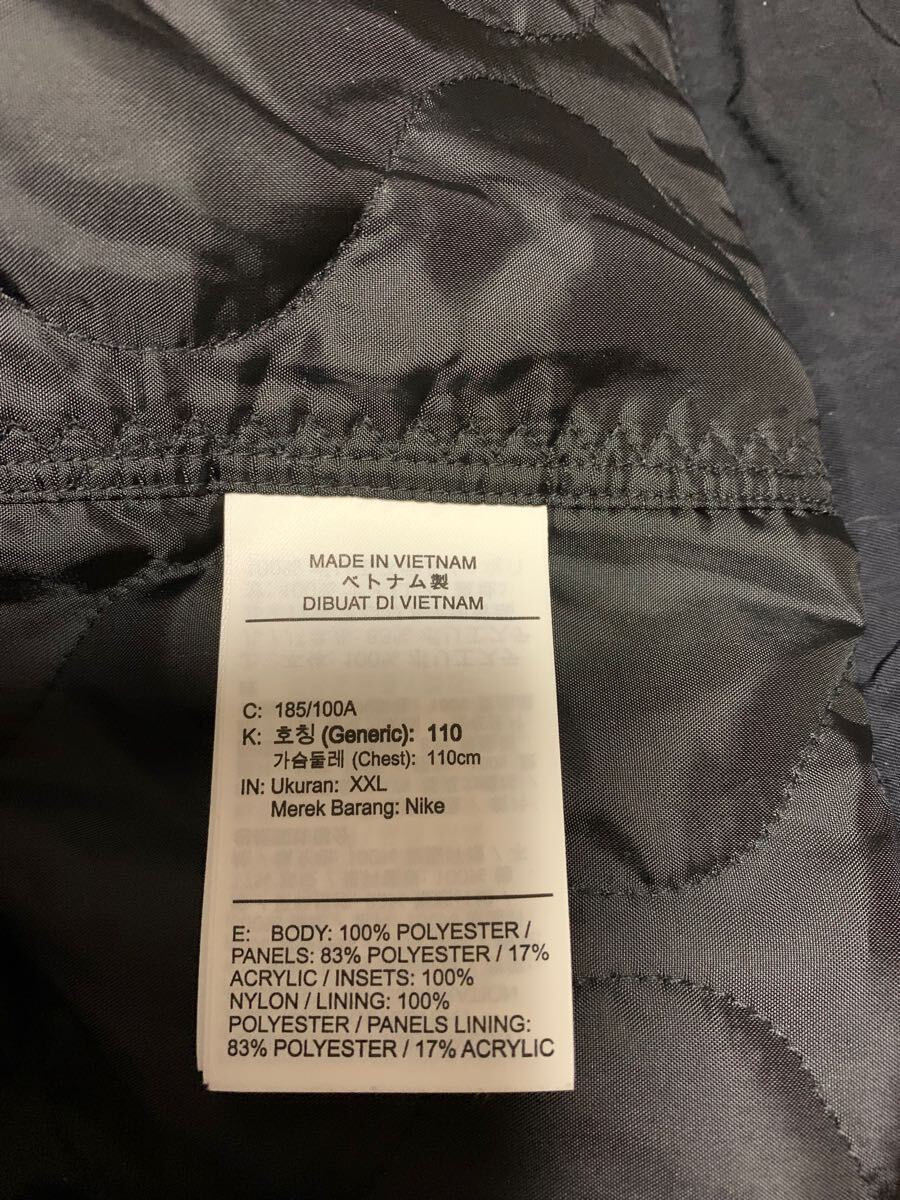 MADE IN VIETNAM
ベトナム製
DIBUAT DI VIETNAM
C: 185/100A
K: 호칭 (Generic): 110
가슴둘레 (Chest): 110cm
IN: Ukuran: XXL
Merek Barang: Nike
E: BODY: 100% POLYESTER /
PANELS: 83% POLYESTER / 17%
ACRYLIC / INSETS: 100%
NYLON / LINING: 100%
POLYESTER / PANELS LINING:
83% POLYESTER / 17% ACRYLIC